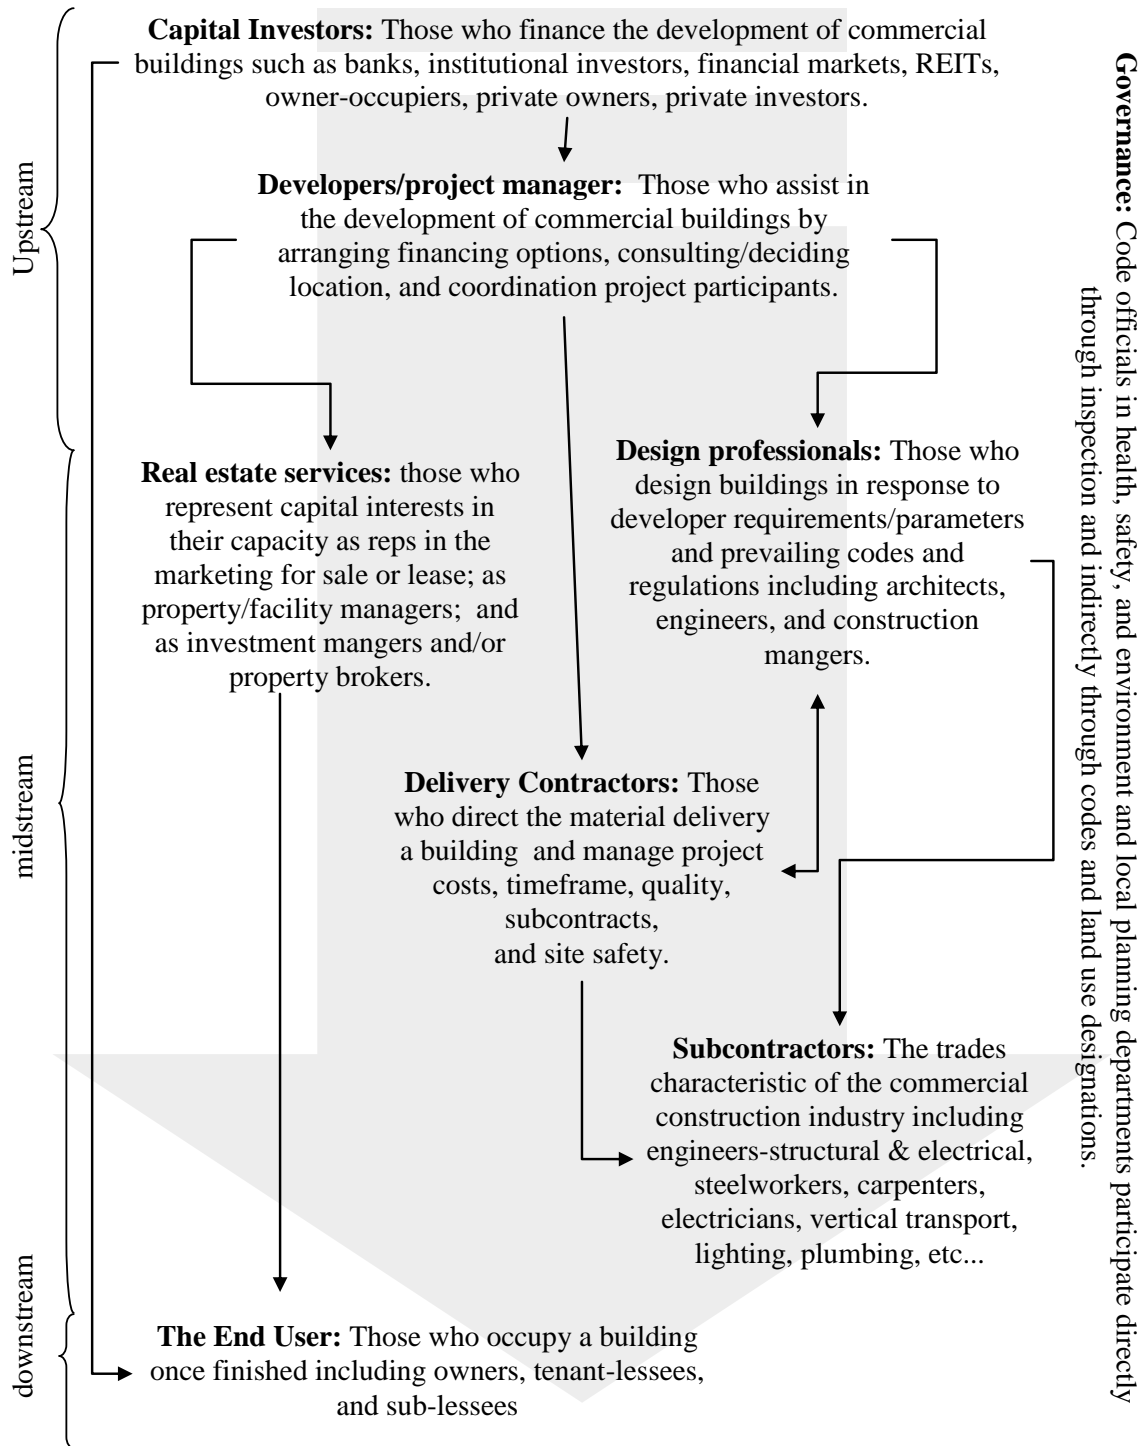 Capital Investors: Those who finance the development of commercial
buildings such as banks, institutional investors, financial markets, REITs,
owner-occupiers, private owners, private investors.
Upstream
Developers/project manager:  Those who assist in
the development of commercial buildings by
arranging financing options, consulting/deciding
location, and coordination project participants.
Real estate services: those who
represent capital interests in
their capacity as reps in the
marketing for sale or lease; as
property/facility managers;  and
as investment mangers and/or
property brokers.
Design professionals: Those who
design buildings in response to
developer requirements/parameters
and prevailing codes and
regulations including architects,
engineers, and construction
mangers.
midstream
Delivery Contractors: Those
who direct the material delivery
a building  and manage project
costs, timeframe, quality,
subcontracts,
and site safety.
Subcontractors: The trades
characteristic of the commercial
construction industry including
engineers-structural & electrical,
steelworkers, carpenters,
electricians, vertical transport,
lighting, plumbing, etc...
downstream
The End User: Those who occupy a building
once finished including owners, tenant-lessees,
and sub-lessees
Governance: Code officials in health, safety, and environment and local planning departments participate directly
through inspection and indirectly through codes and land use designations.